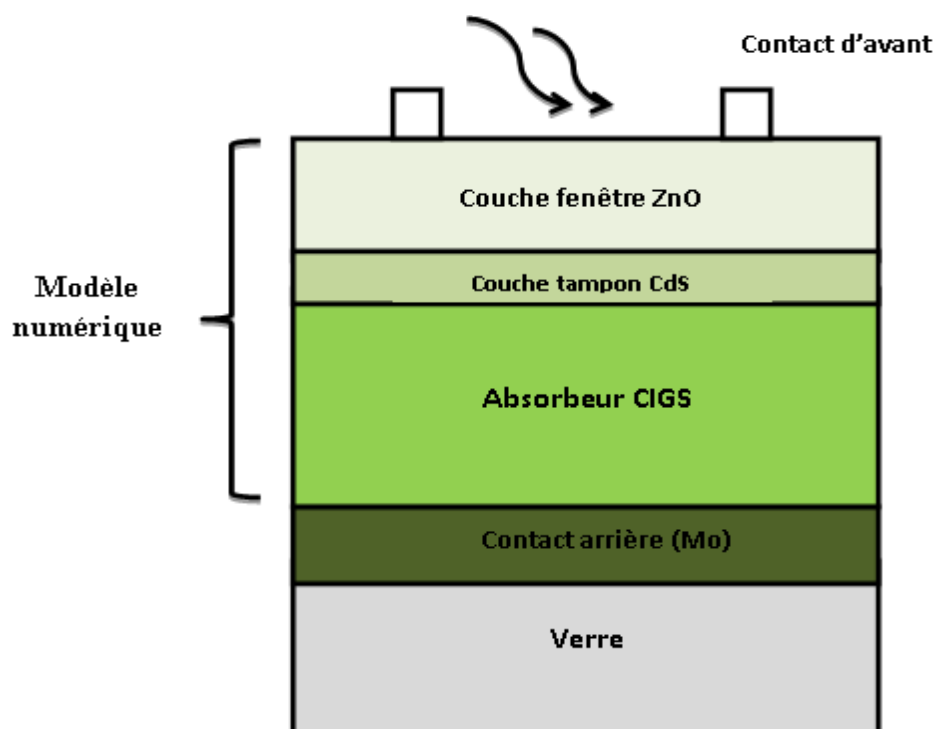 Contact d'avant
Couche fenêtre ZnO
Couche tampon CdS
Modèle
numérique
Absorbeur CIGS
Contact arrière (Mo)
Verre